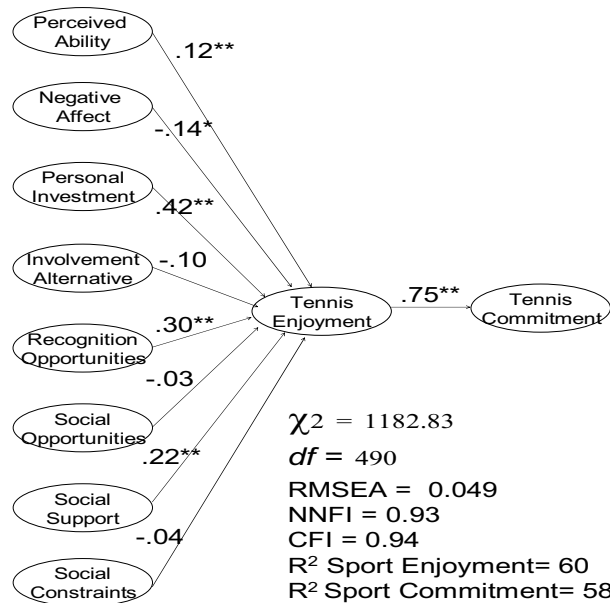 Perceived
Ability
.12**
Negative
Affect
-.14*
Personal
Investment
.42**
Involvement
Alternative
-.10
Recognition
Opportunities
.30**
Social
Opportunities
-.03
Social
Support
.22**
Social
Constraints
-.04
Tennis
Enjoyment
.75**
Tennis
Commitment
χ2 = 1182.83
df = 490
RMSEA = 0.049
NNFI = 0.93
CFI = 0.94
R² Sport Enjoyment= 60
R² Sport Commitment= 58